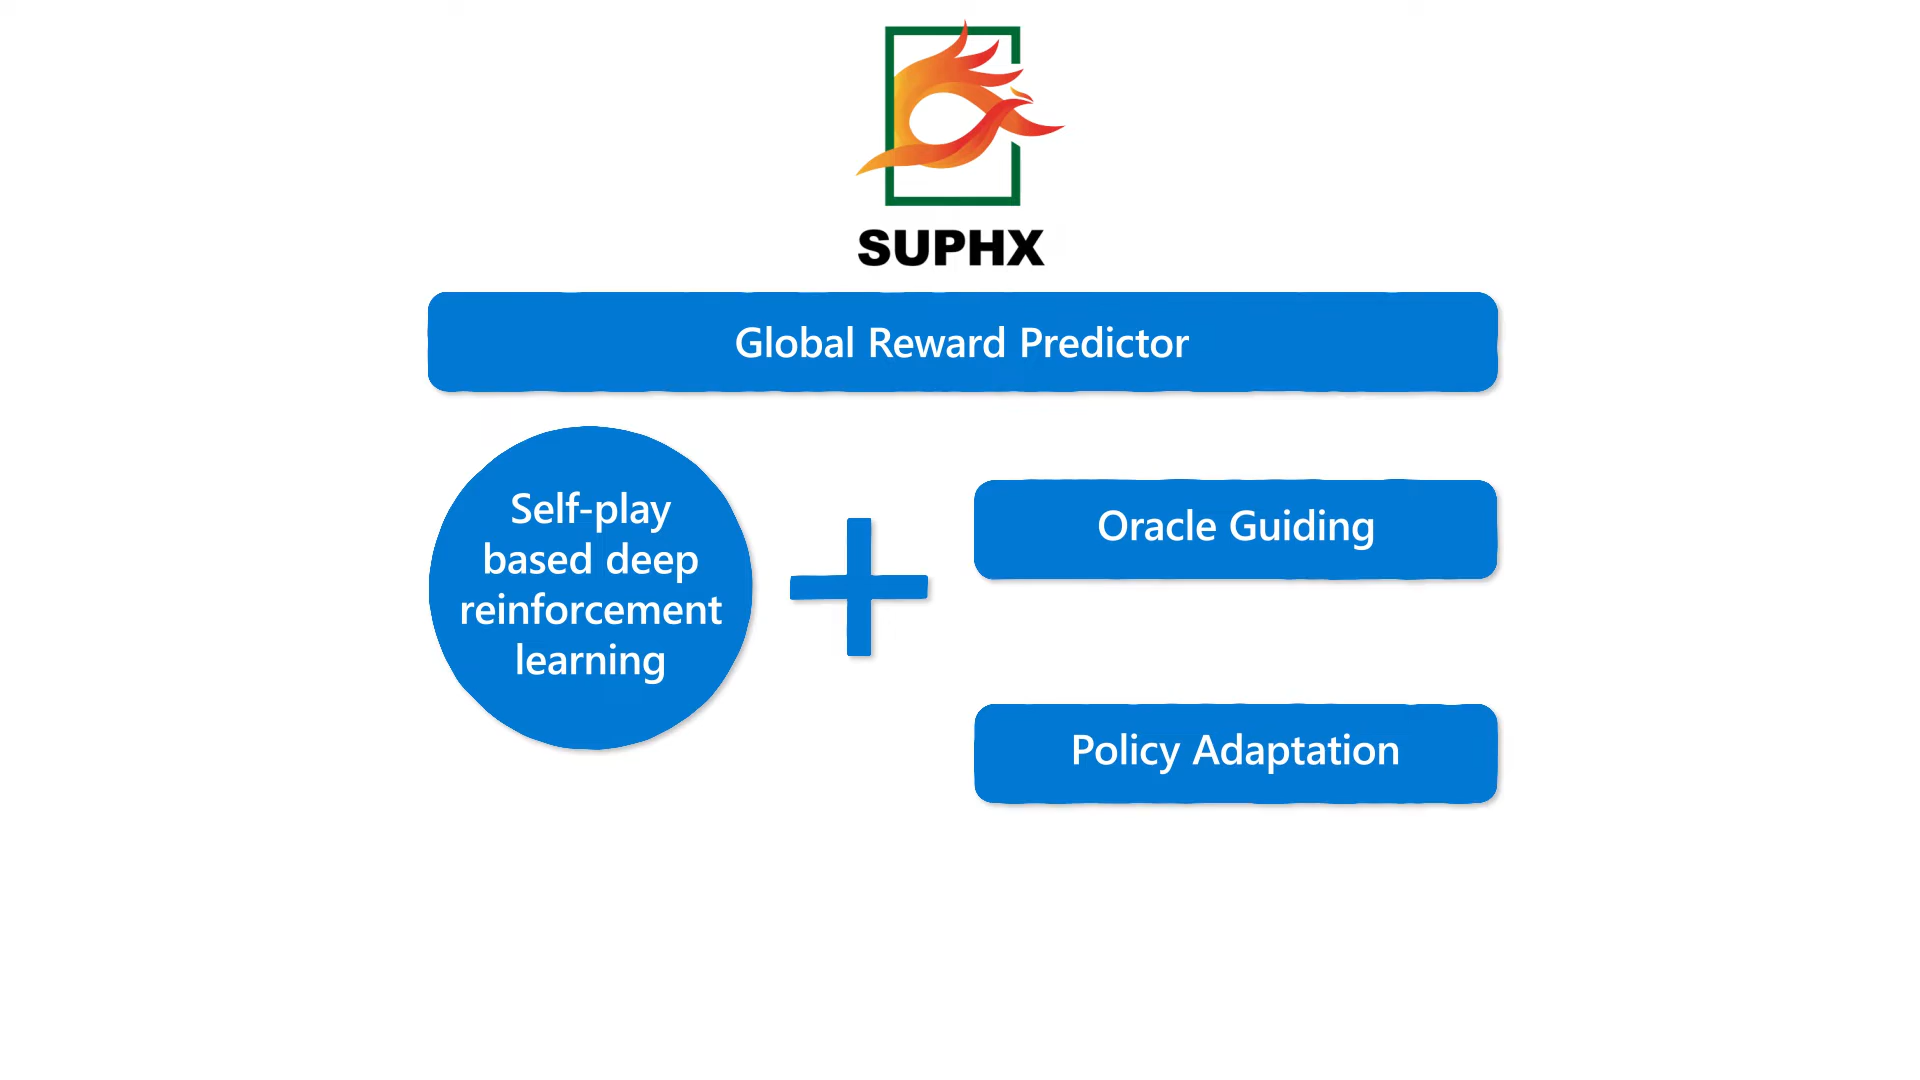 SUPHX
Global Reward Predictor
Self-play
based deep
reinforcement
learning
Oracle Guiding
Policy Adaptation